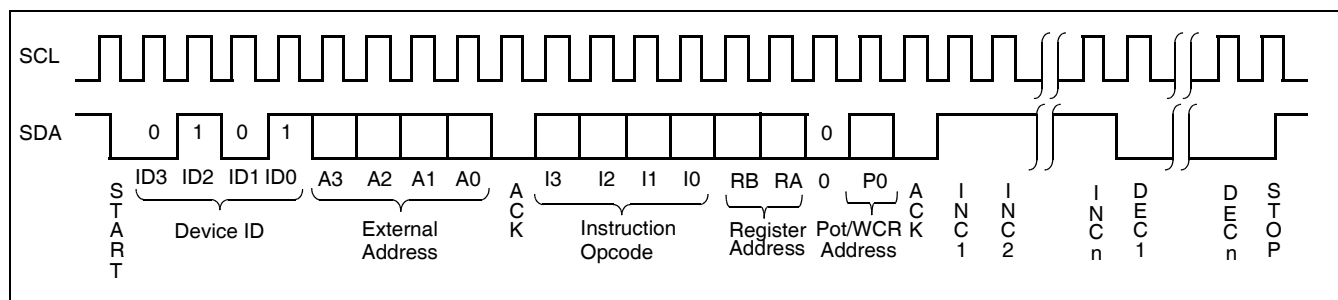 SCL
SDA
0 1 0 1 0
ID3 ID2 ID1 ID0 A3 A2 A1 A0 I3 I2 I1 I0 RB RA 0 P0
START
Device ID
External
Address
ACK
Instruction
Opcode
Register
Address
Pot/WCR
Address
ACK
INC1
INC2
INCn
DEC1
DECn
STOP